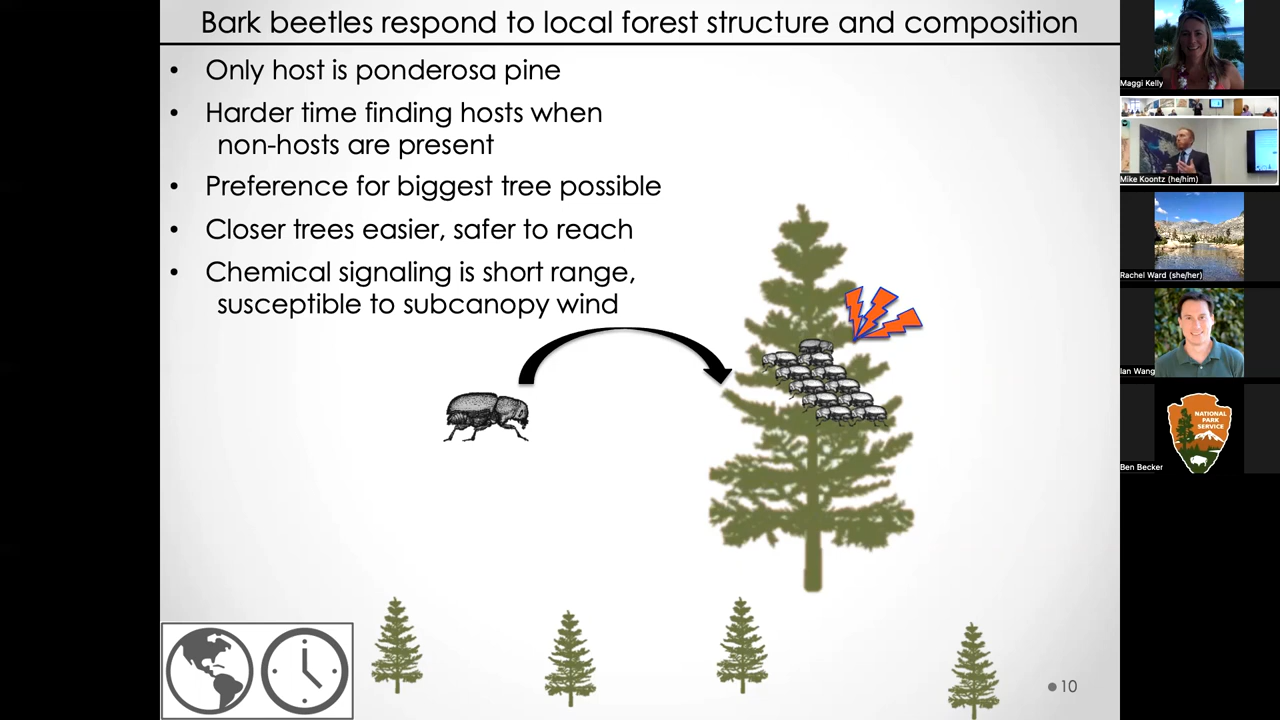 Bark beetles respond to local forest structure and composition
• Only host is ponderosa pine
• Harder time finding hosts when
non-hosts are present
• Preference for biggest tree possible
• Closer trees easier, safer to reach
• Chemical signaling is short range,
susceptible to subcanopy wind
10
Maggi Kelly
Mike Koontz (he/him)
Rachel Ward (she/her)
Ian Wang
NATIONAL
PARK
SERVICE
Ben Becker